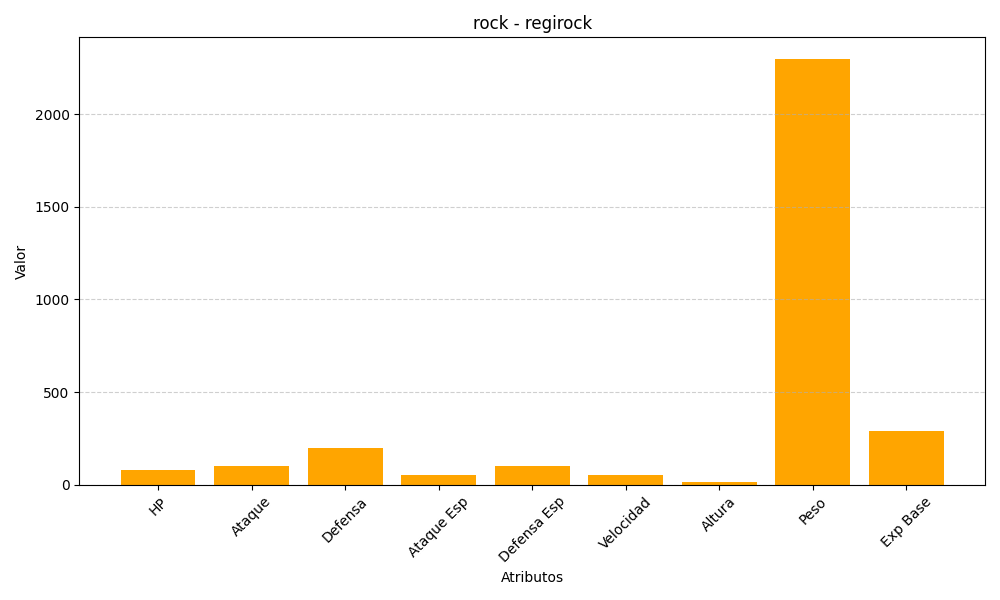 rock - regirock
Valor
2000
1500
1000
500
0
HP
Ataque
Defensa
Ataque Esp
Defensa Esp
Velocidad
Altura
Peso
Exp Base
Atributos